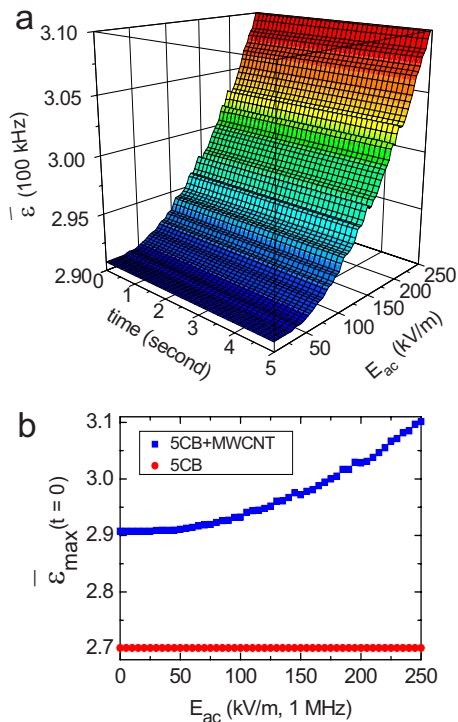 a
3.10
3.05
3.00
2.95
2.90
ε̅ (100 kHz)
0
1
2
3
4
5
time (second)
50
100
150
200
250
E_ac (kV/m)
b
3.1
3.0
2.9
2.8
2.7
5CB+MWCNT
5CB
ε̅_max(t = 0)
0 50 100 150 200 250
E_ac (kV/m, 1 MHz)